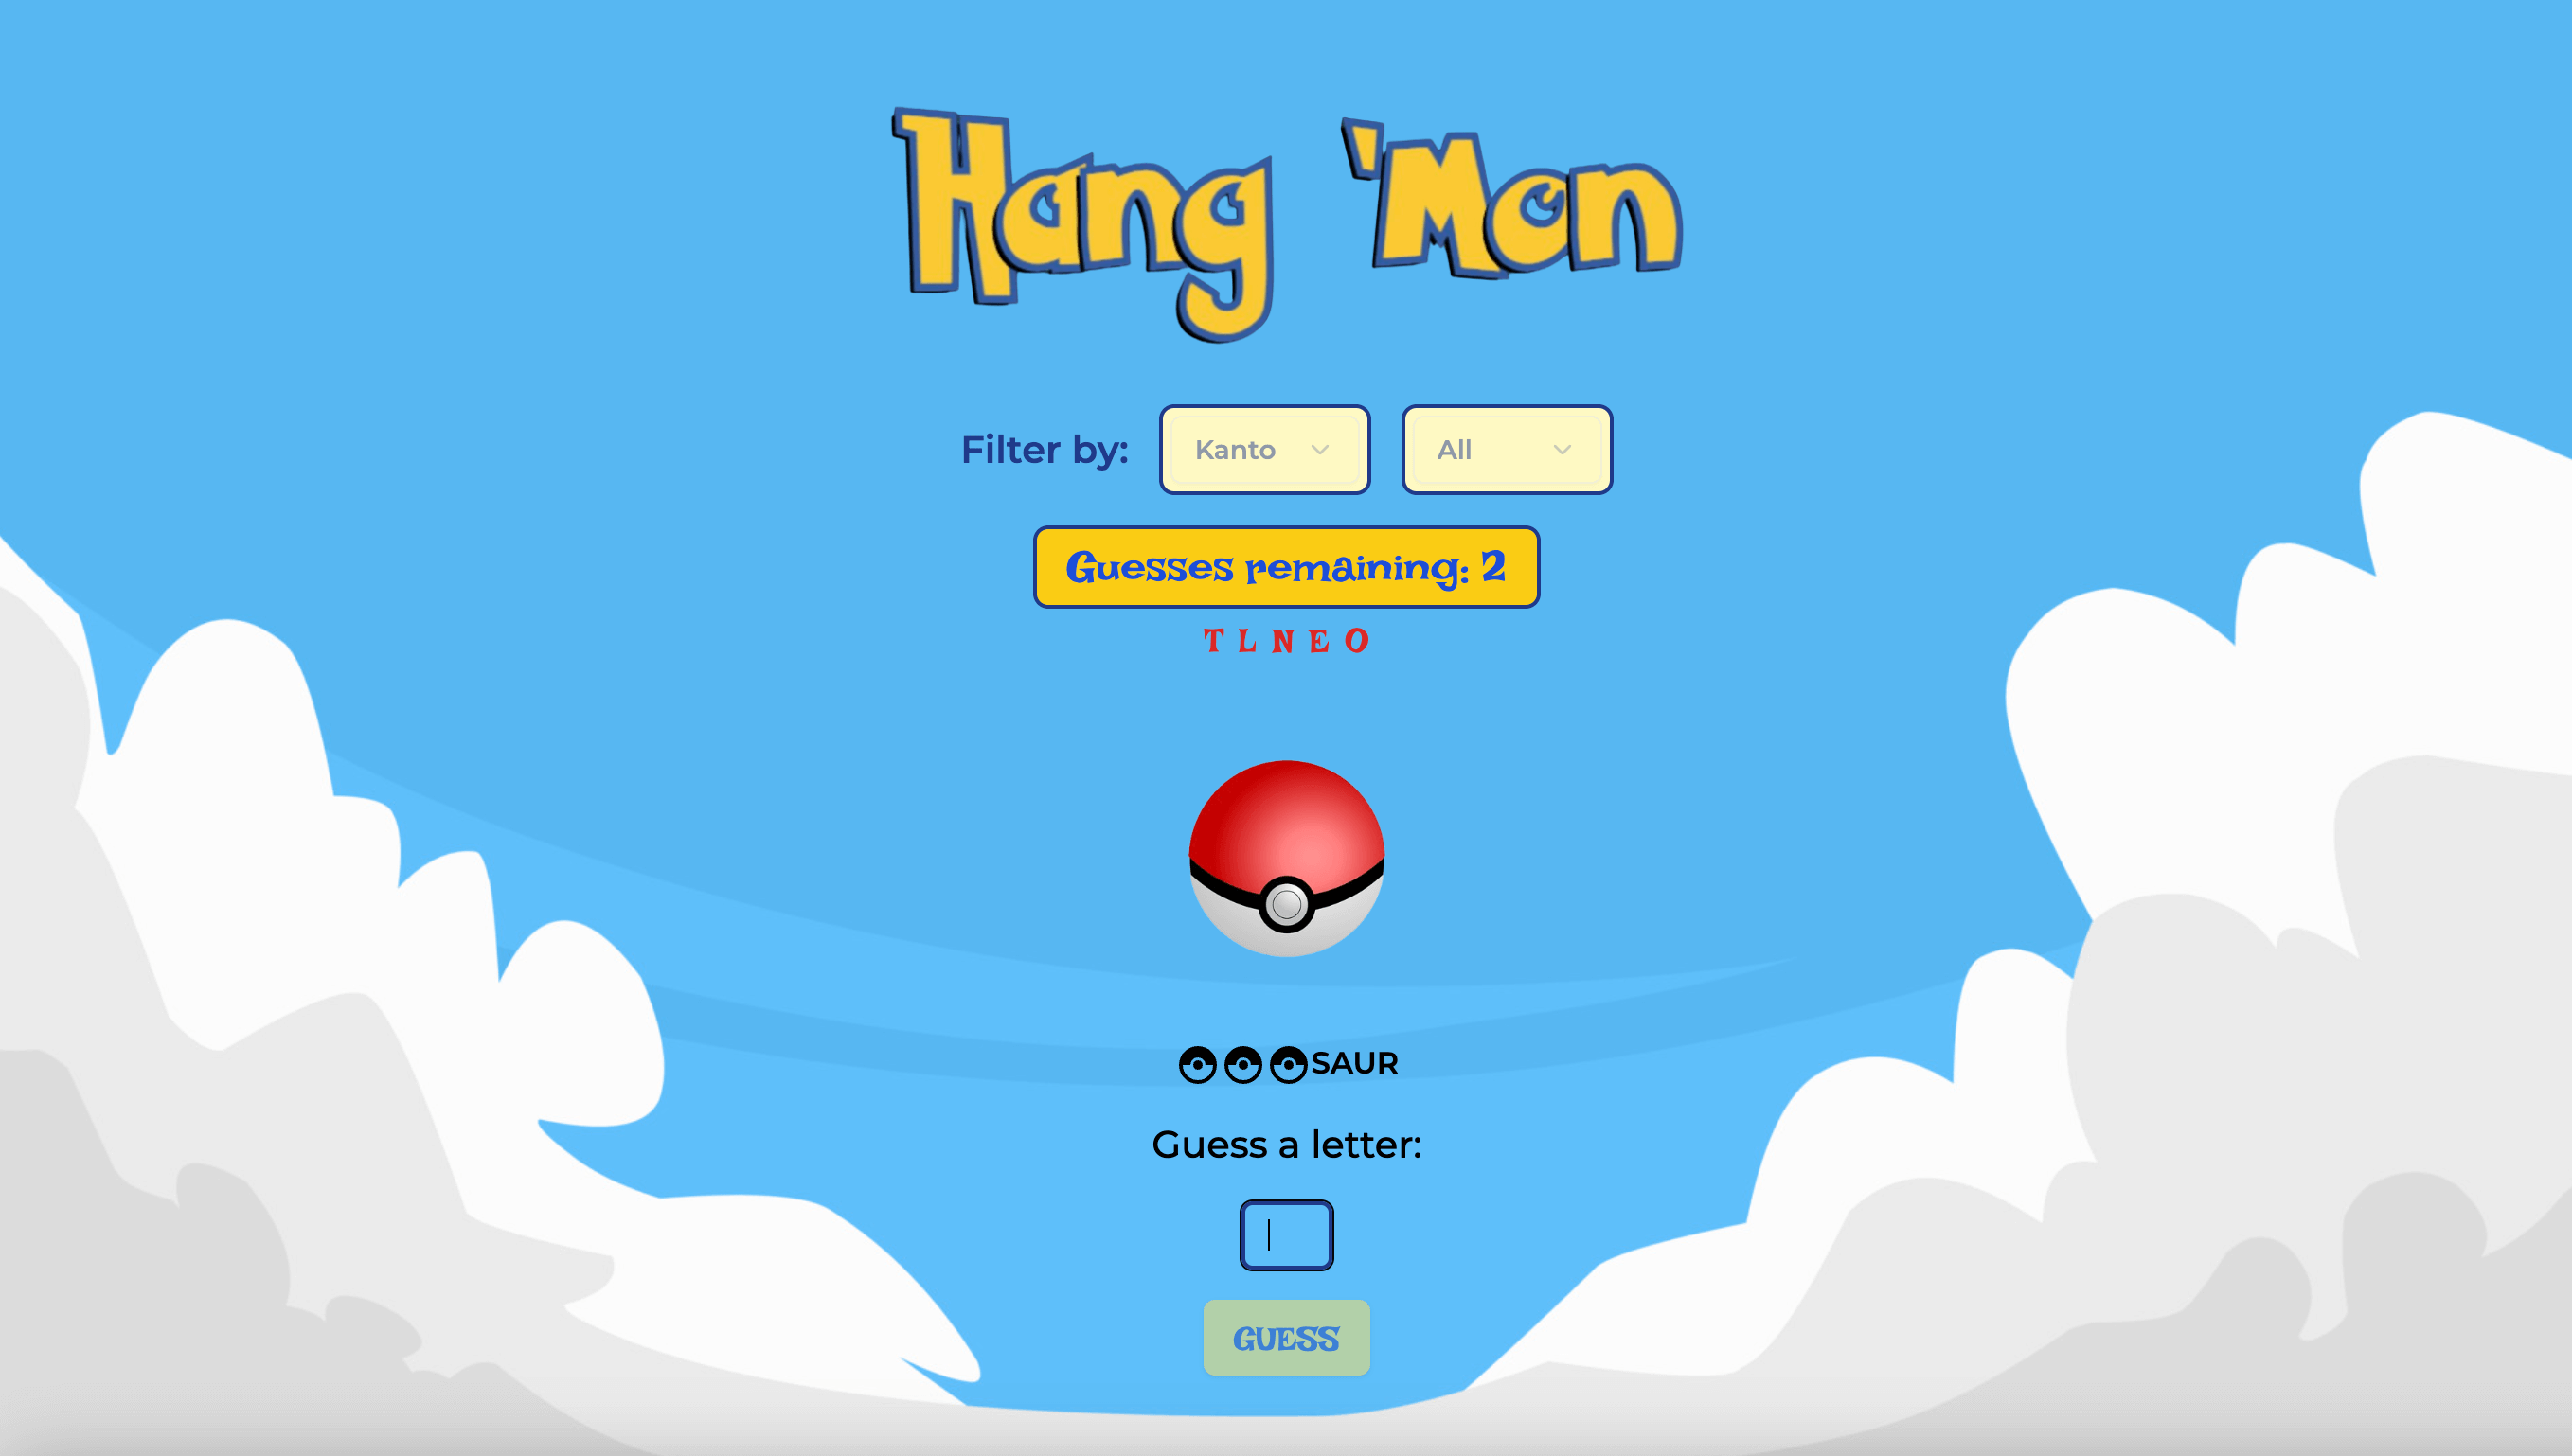 Hang 'Mon
Filter by: Kanto All
Guesses remaining: 2
T L N E O
SAUR
Guess a letter:
GUESS